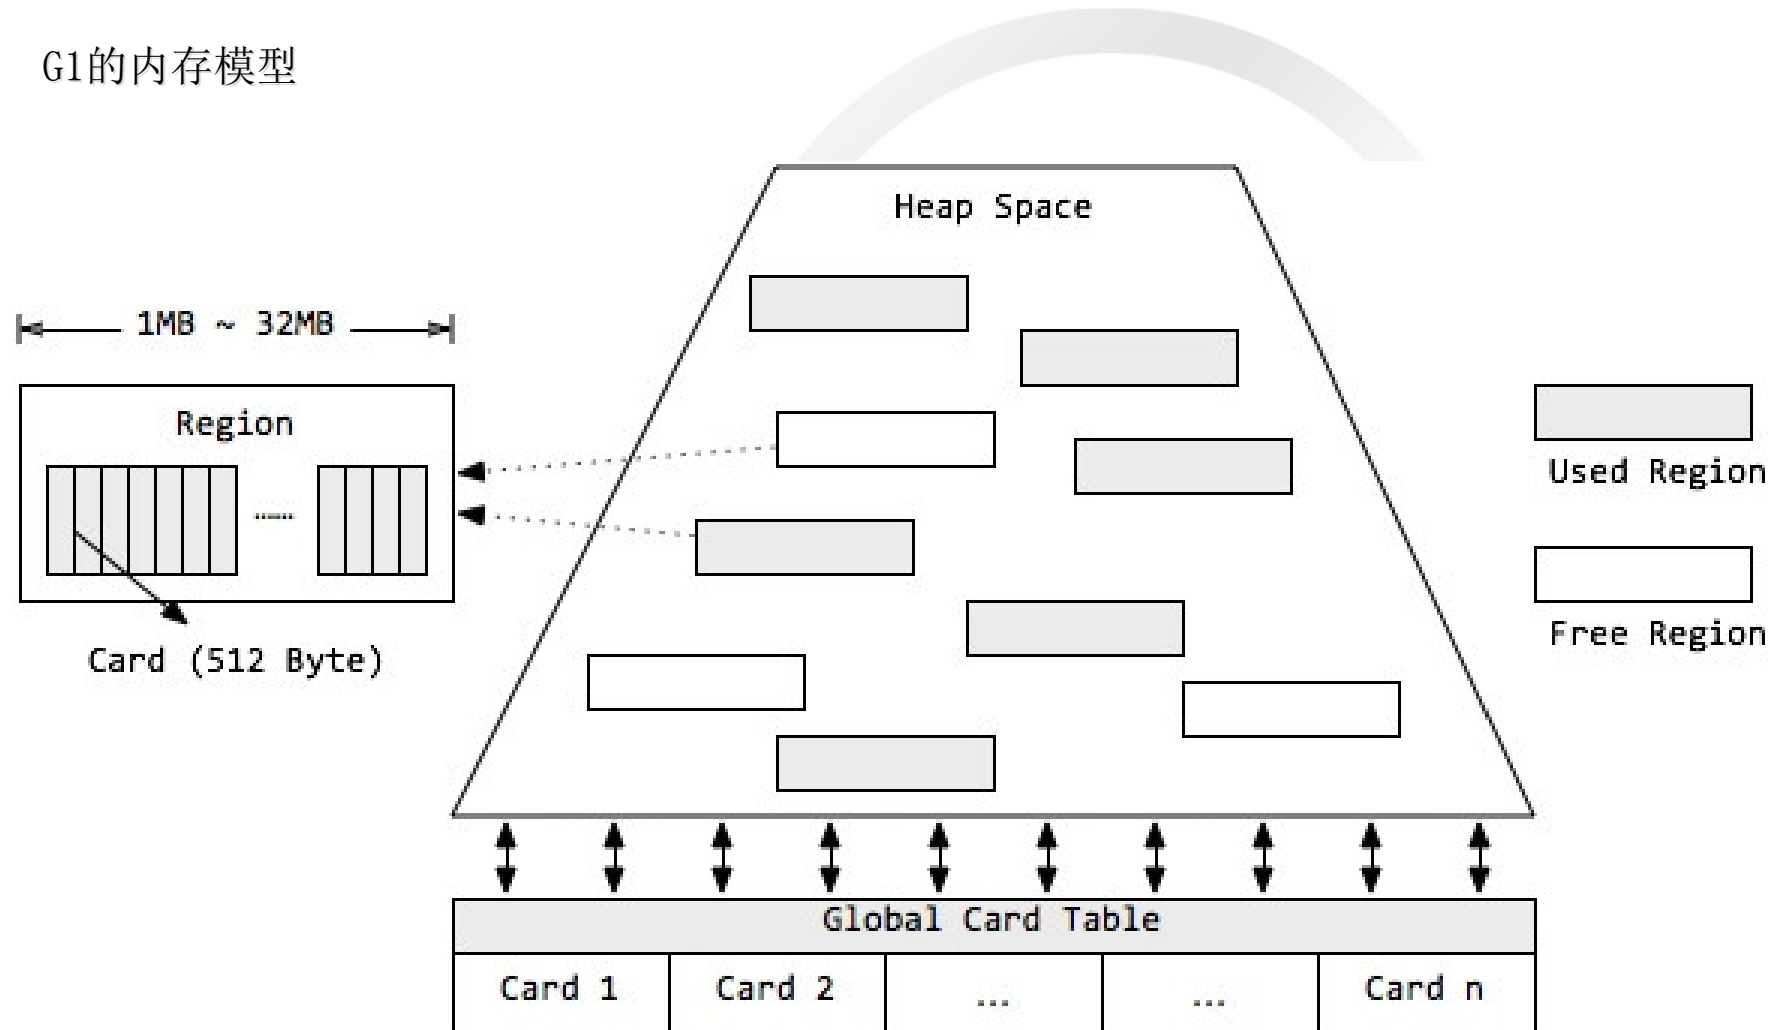 G1的内存模型
Heap Space
1MB ~ 32MB
Region
......
Card (512 Byte)
Used Region
Free Region
Global Card Table
Card 1
Card 2
...
...
Card n